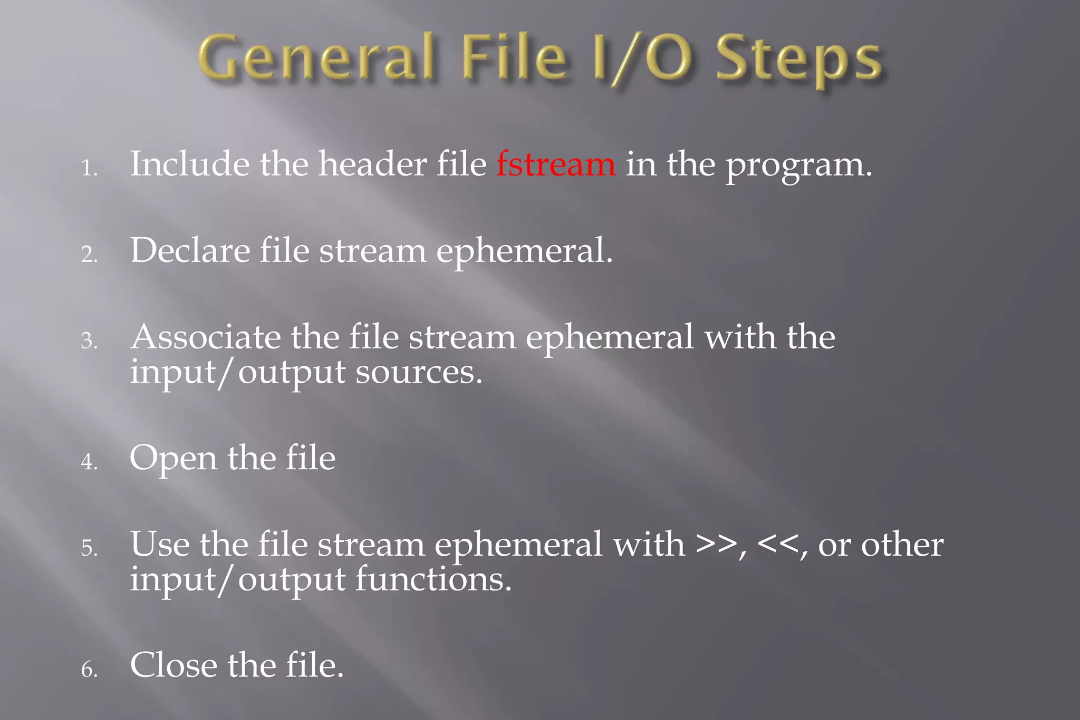 General File I/O Steps
1. Include the header file fstream in the program.
2. Declare file stream ephemeral.
3. Associate the file stream ephemeral with the
input/output sources.
4. Open the file
5. Use the file stream ephemeral with >>, <<, or other
input/output functions.
6. Close the file.